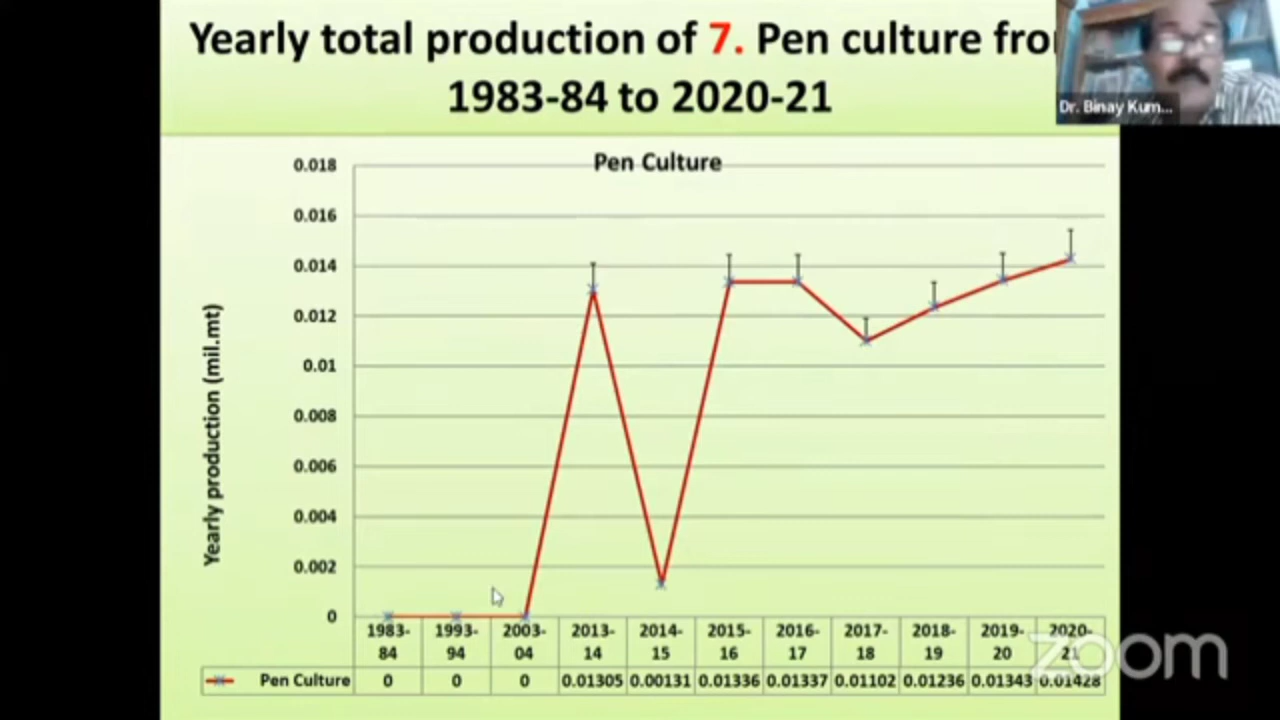 Yearly total production of 7. Pen culture fro
1983-84 to 2020-21
Dr. Binay Kum...
Pen Culture
0.018
0.016
0.014
0.012
0.01
0.008
0.006
0.004
0.002
0
Yearly production (mil.mt)
1983-84 1993-94 2003-04 2013-14 2014-15 2015-16 2016-17 2017-18 2018-19 2019-20 2020-21
Pen Culture 0 0 0 0.01305 0.00131 0.01336 0.01337 0.01102 0.01236 0.01343 0.01428
zoom